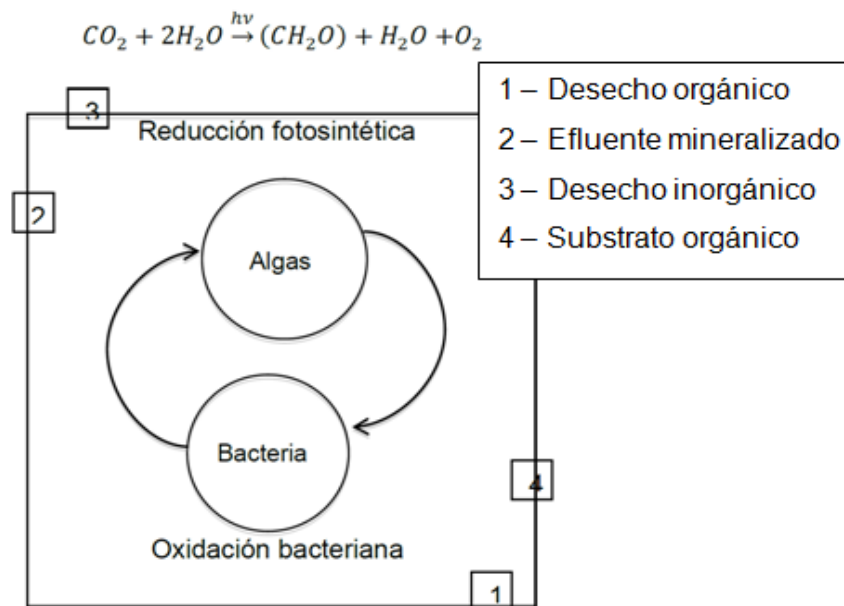 CO₂ + 2H₂O hν→ (CH₂O) + H₂O +O₂
1 – Desecho orgánico
2 – Efluente mineralizado
3 – Desecho inorgánico
4 – Substrato orgánico
3
Reducción fotosintética
2
Algas
Bacteria
4
Oxidación bacteriana
1